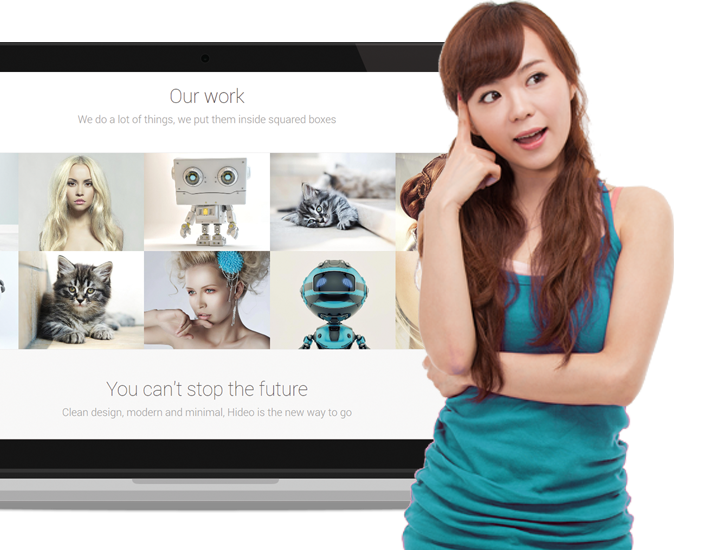 Our work
We do a lot of things, we put them inside squared boxes
You can't stop the future
Clean design, modern and minimal, Hideo is the new way to go